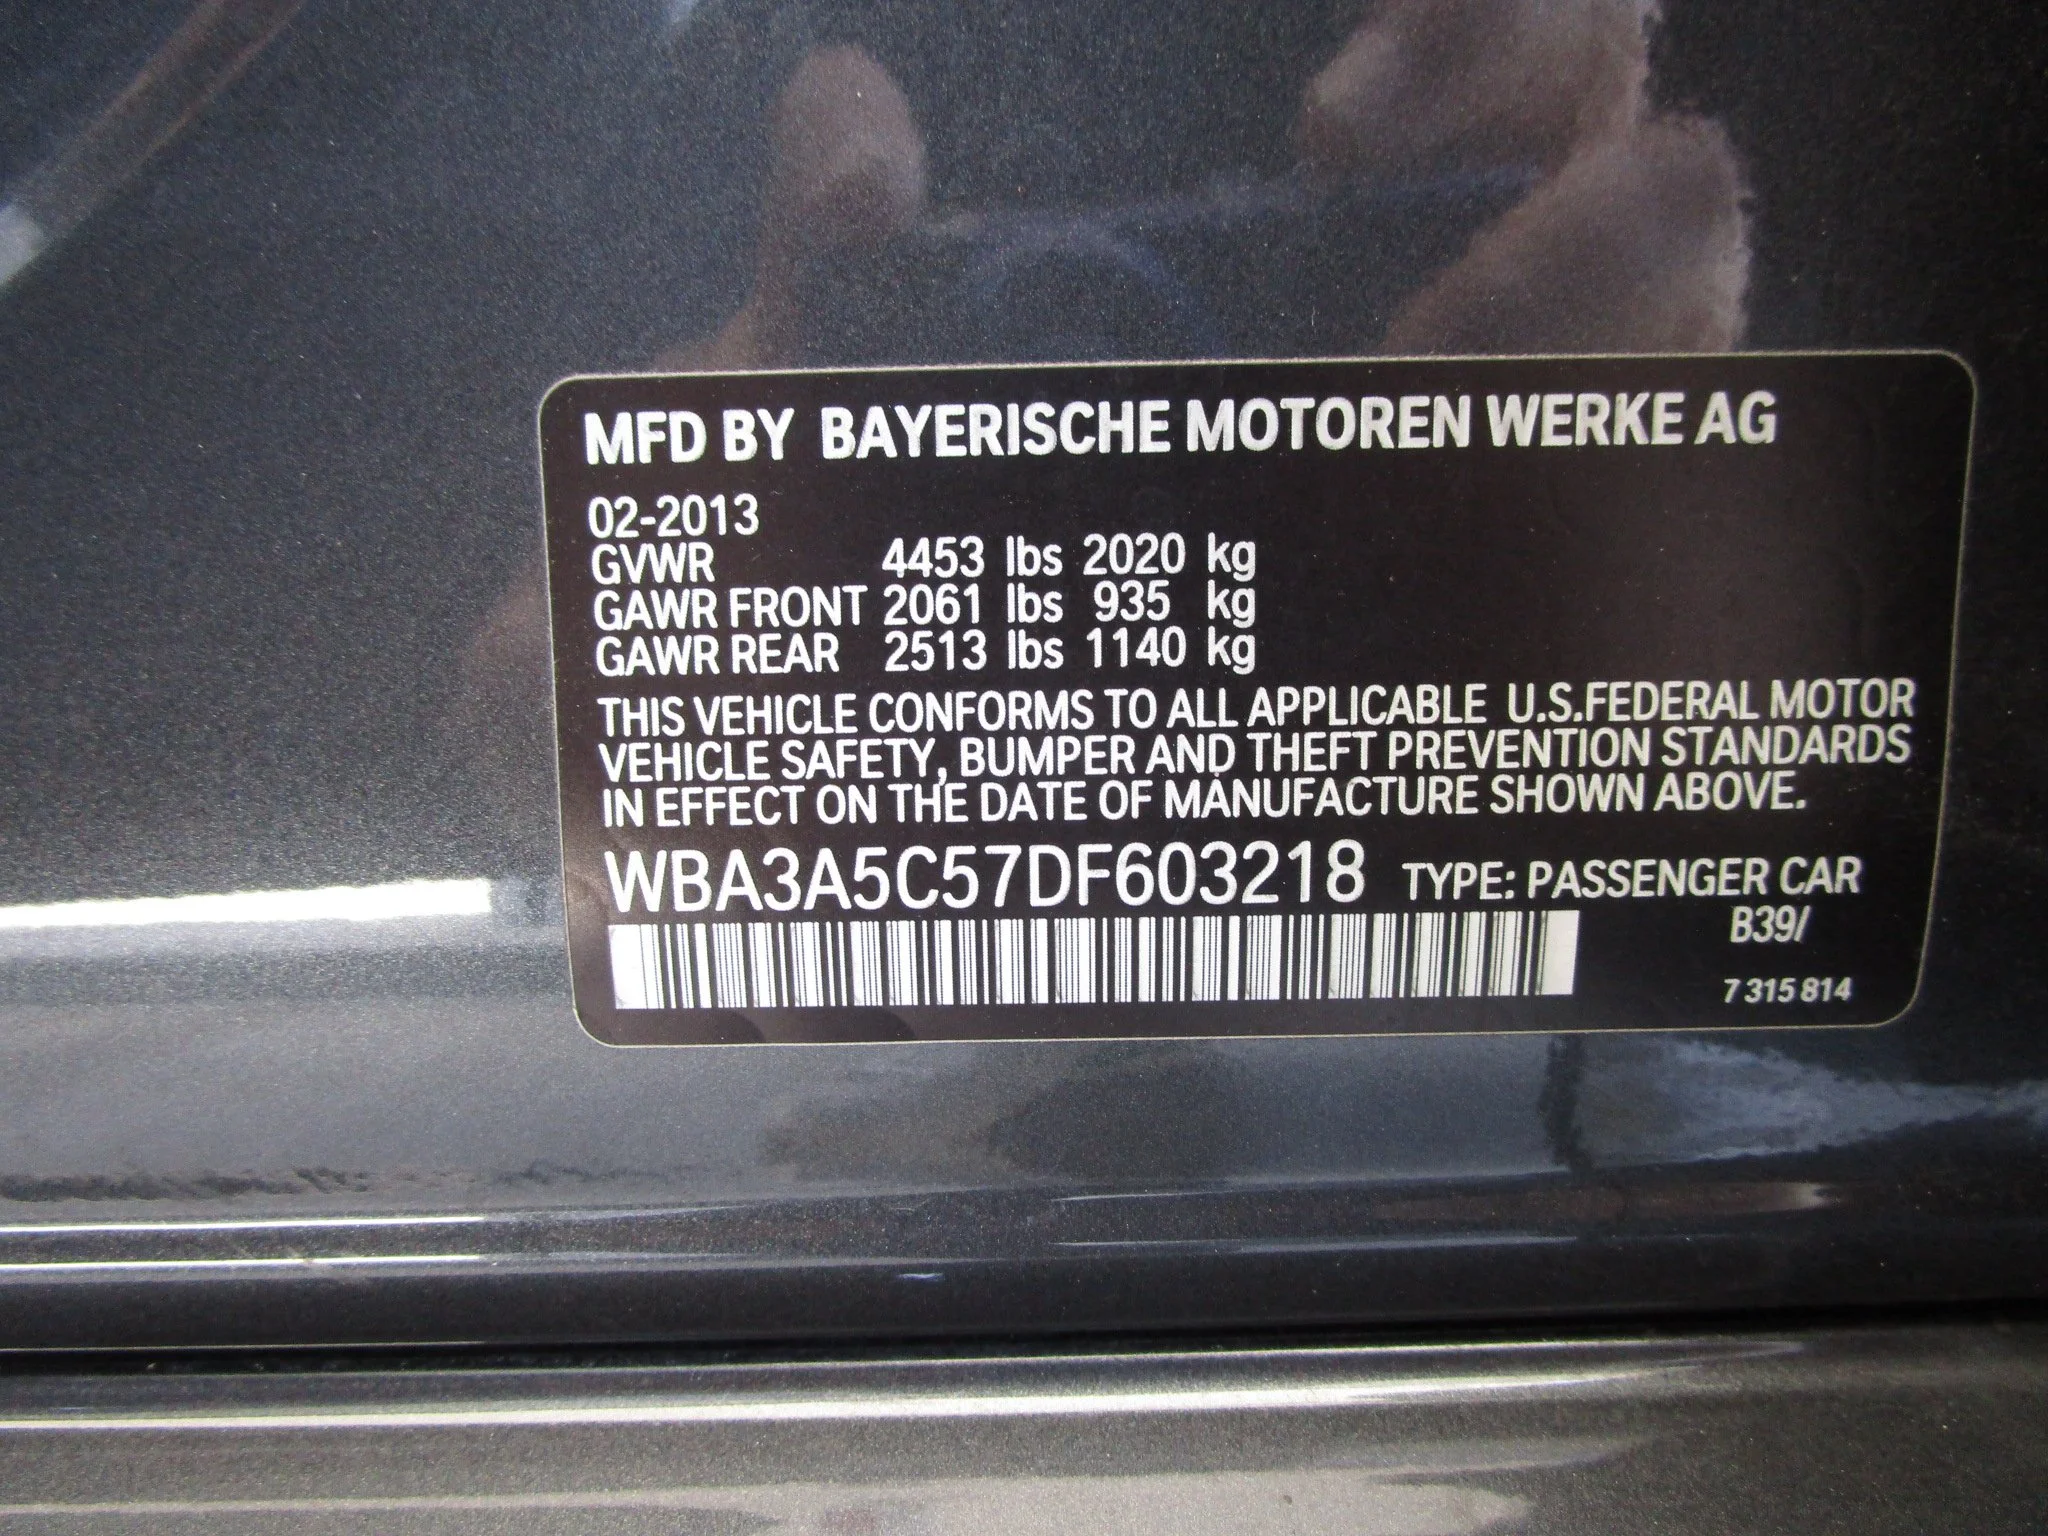 MFD BY BAYERISCHE MOTOREN WERKE AG
02-2013
GVWR 4453 lbs 2020 kg
GAWR FRONT 2061 lbs 935 kg
GAWR REAR 2513 lbs 1140 kg
THIS VEHICLE CONFORMS TO ALL APPLICABLE U.S.FEDERAL MOTOR
VEHICLE SAFETY, BUMPER AND THEFT PREVENTION STANDARDS
IN EFFECT ON THE DATE OF MANUFACTURE SHOWN ABOVE.
WBA3A5C57DF603218 TYPE: PASSENGER CAR
B39/
7 315 814